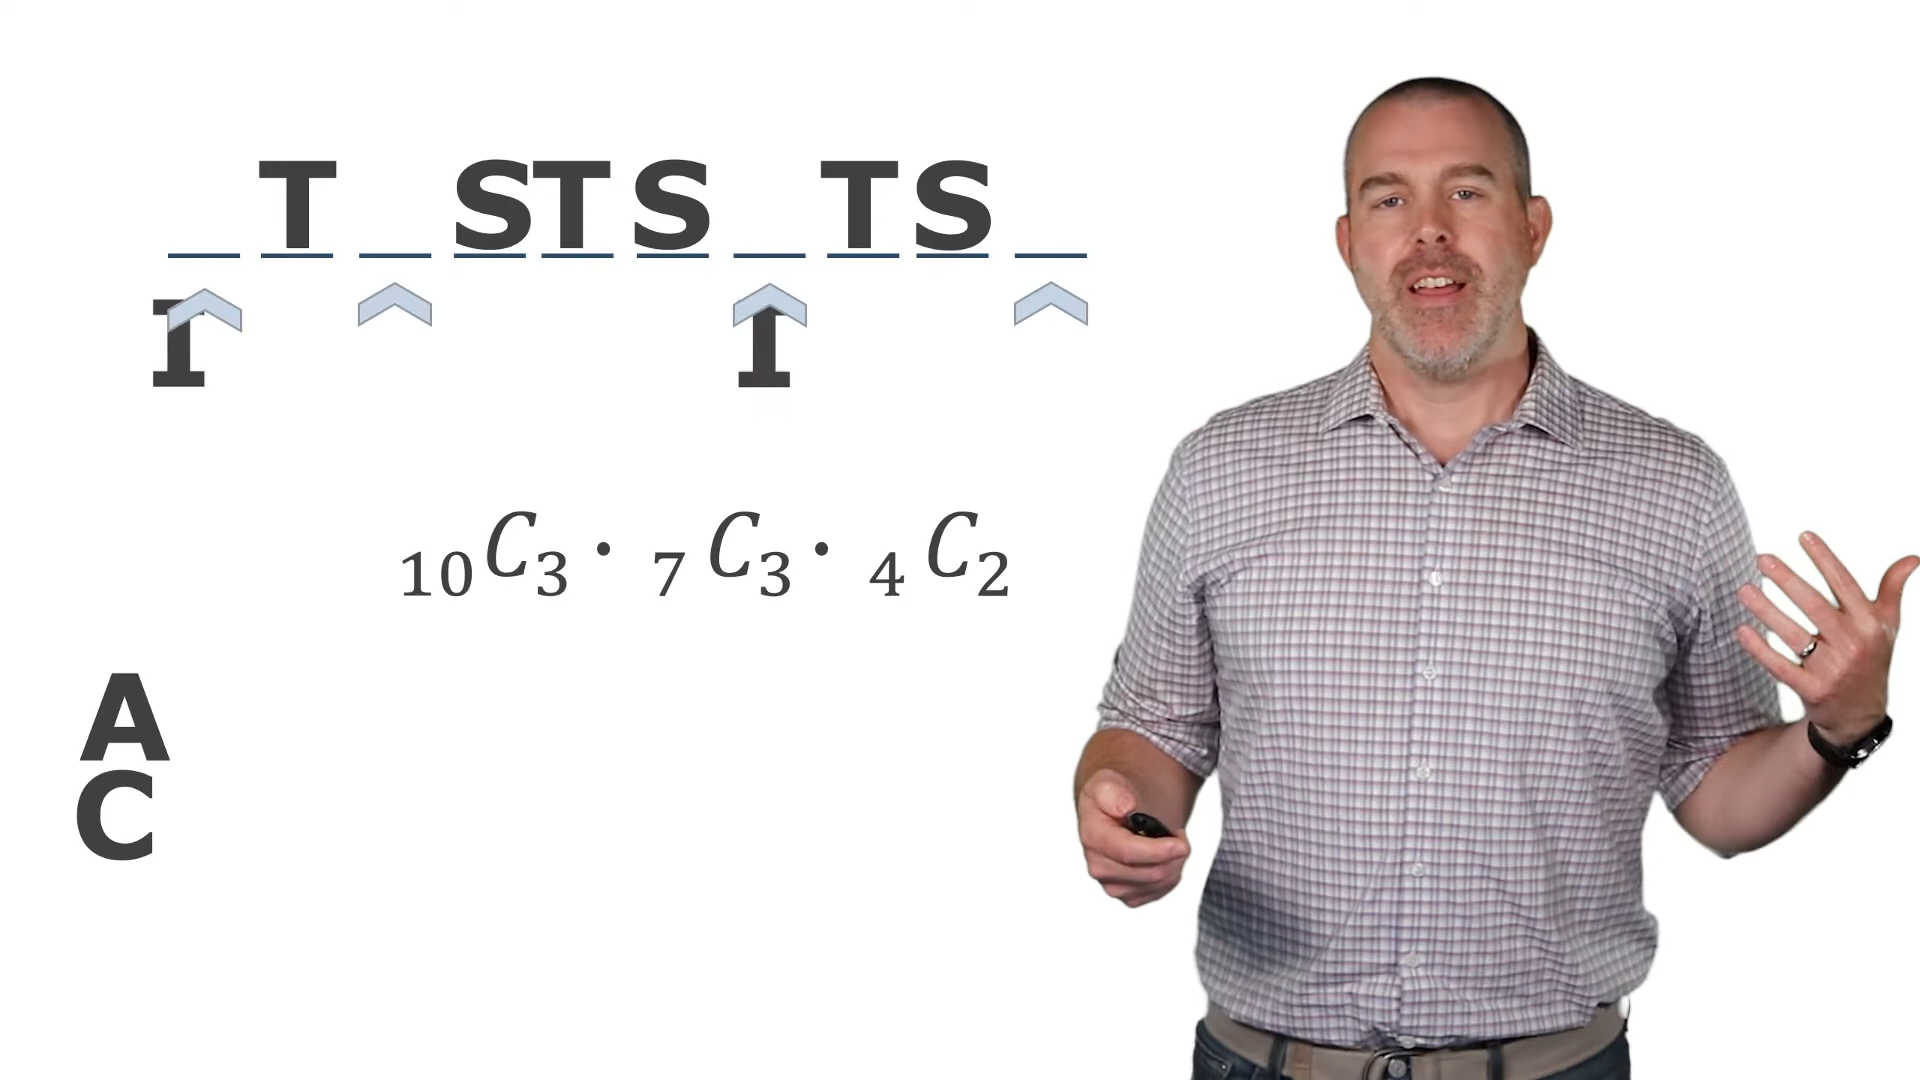 T STS TS
I I
₁₀C₃ · ₇C₃ · ₄C₂
A
C